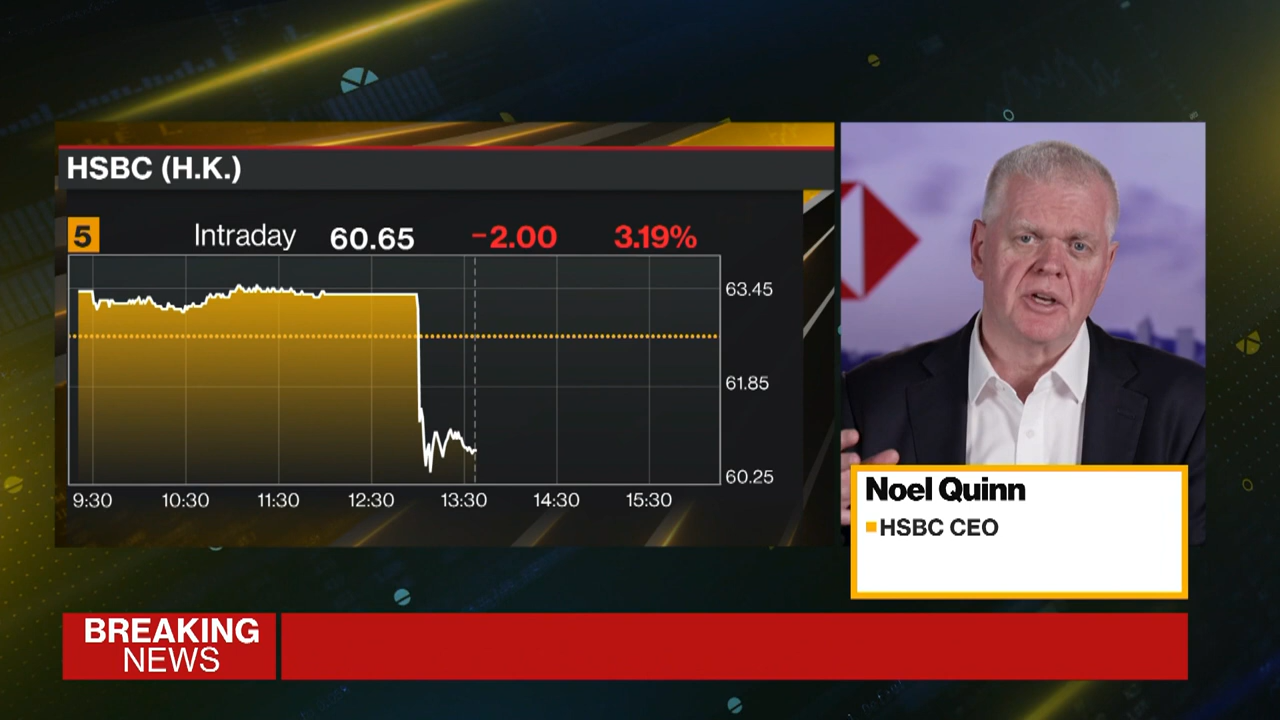 HSBC (H.K.)
5 Intraday 60.65 −2.00 3.19%
63.45
61.85
60.25
9:30 10:30 11:30 12:30 13:30 14:30 15:30
Noel Quinn
HSBC CEO
BREAKING
NEWS